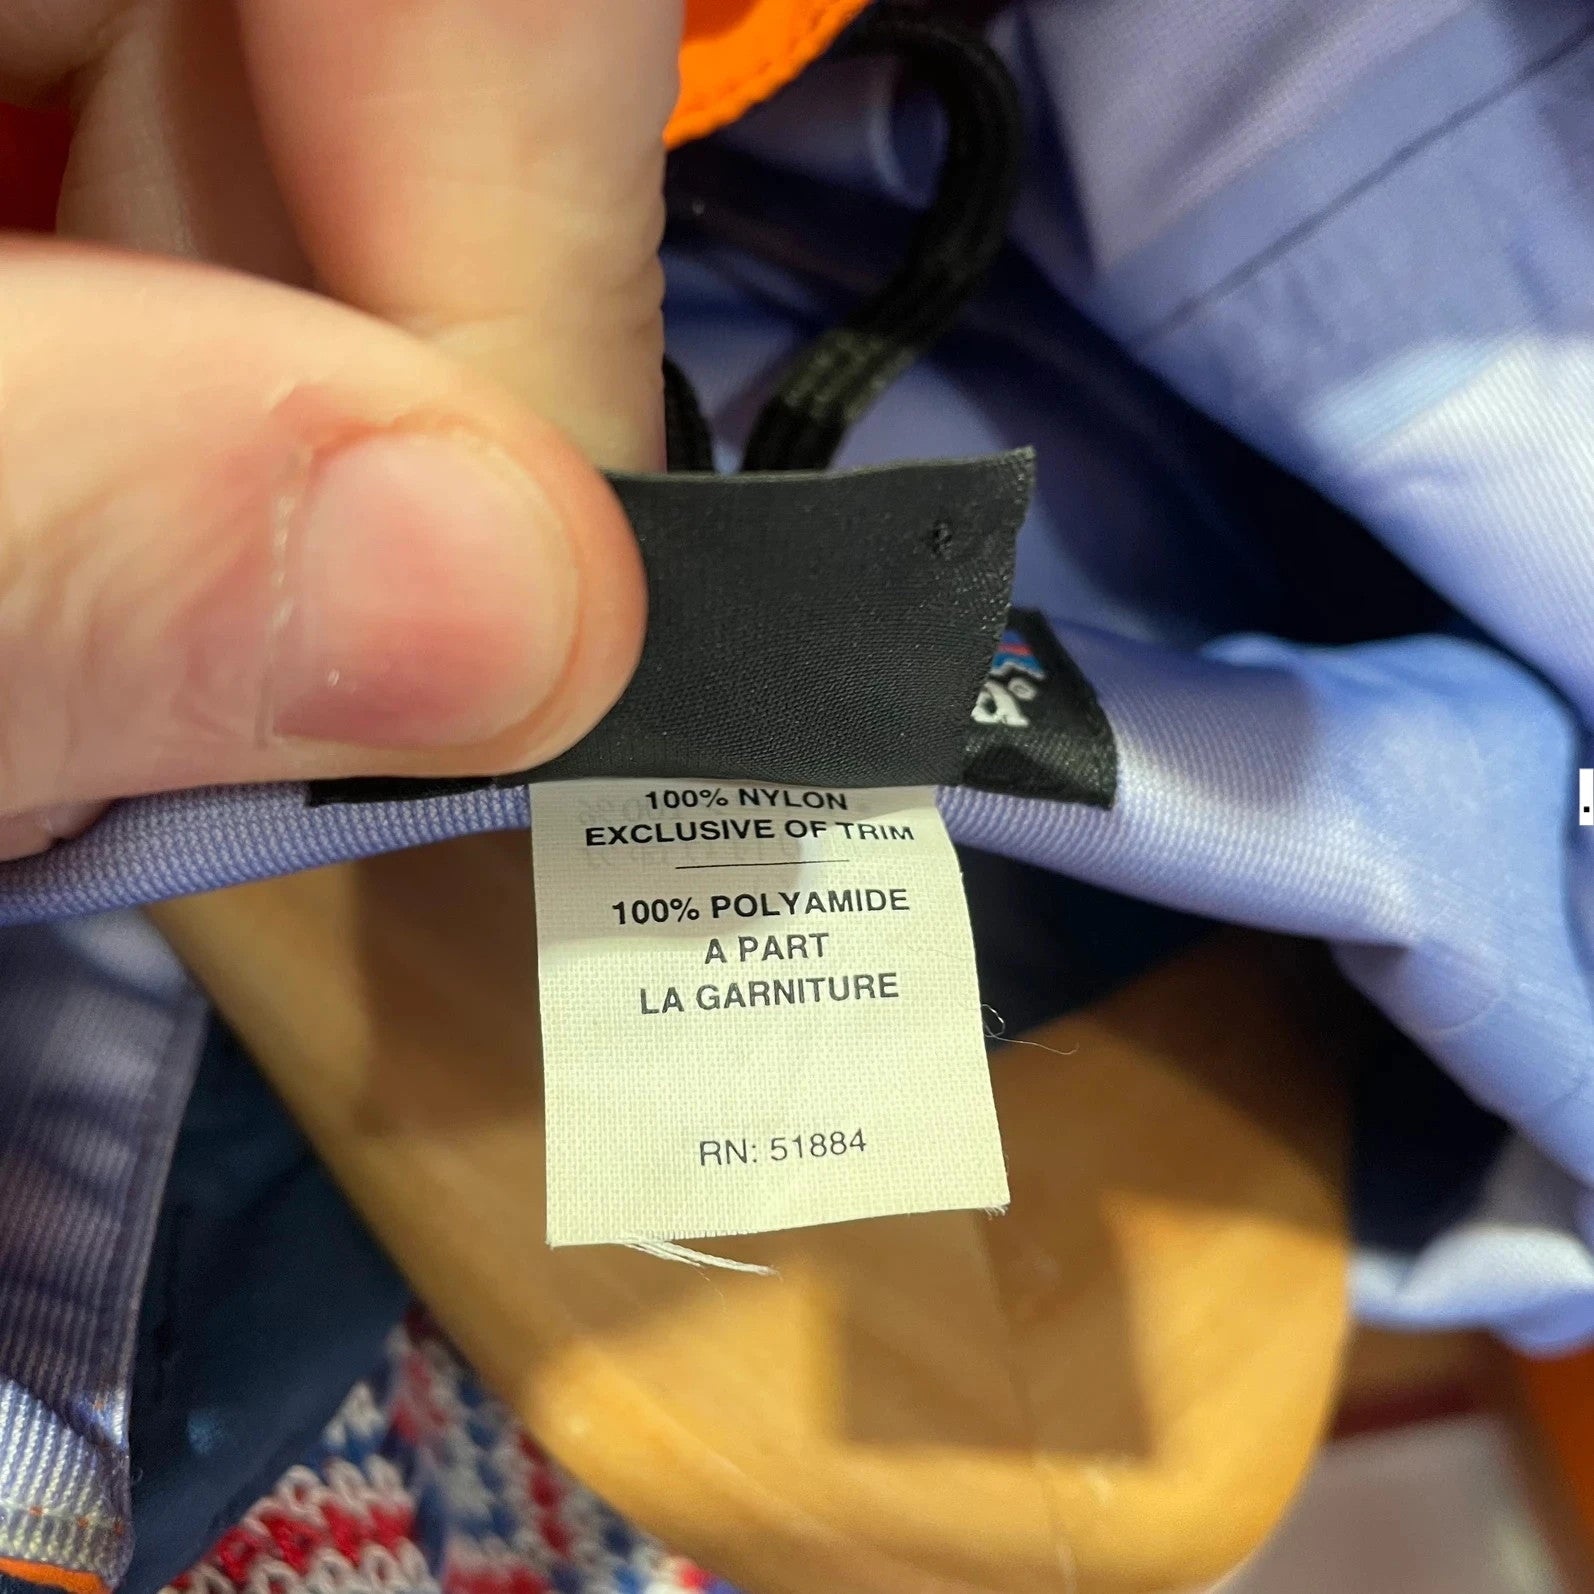 100% NYLON
EXCLUSIVE OF TRIM
100% POLYAMIDE
A PART
LA GARNITURE
RN: 51884